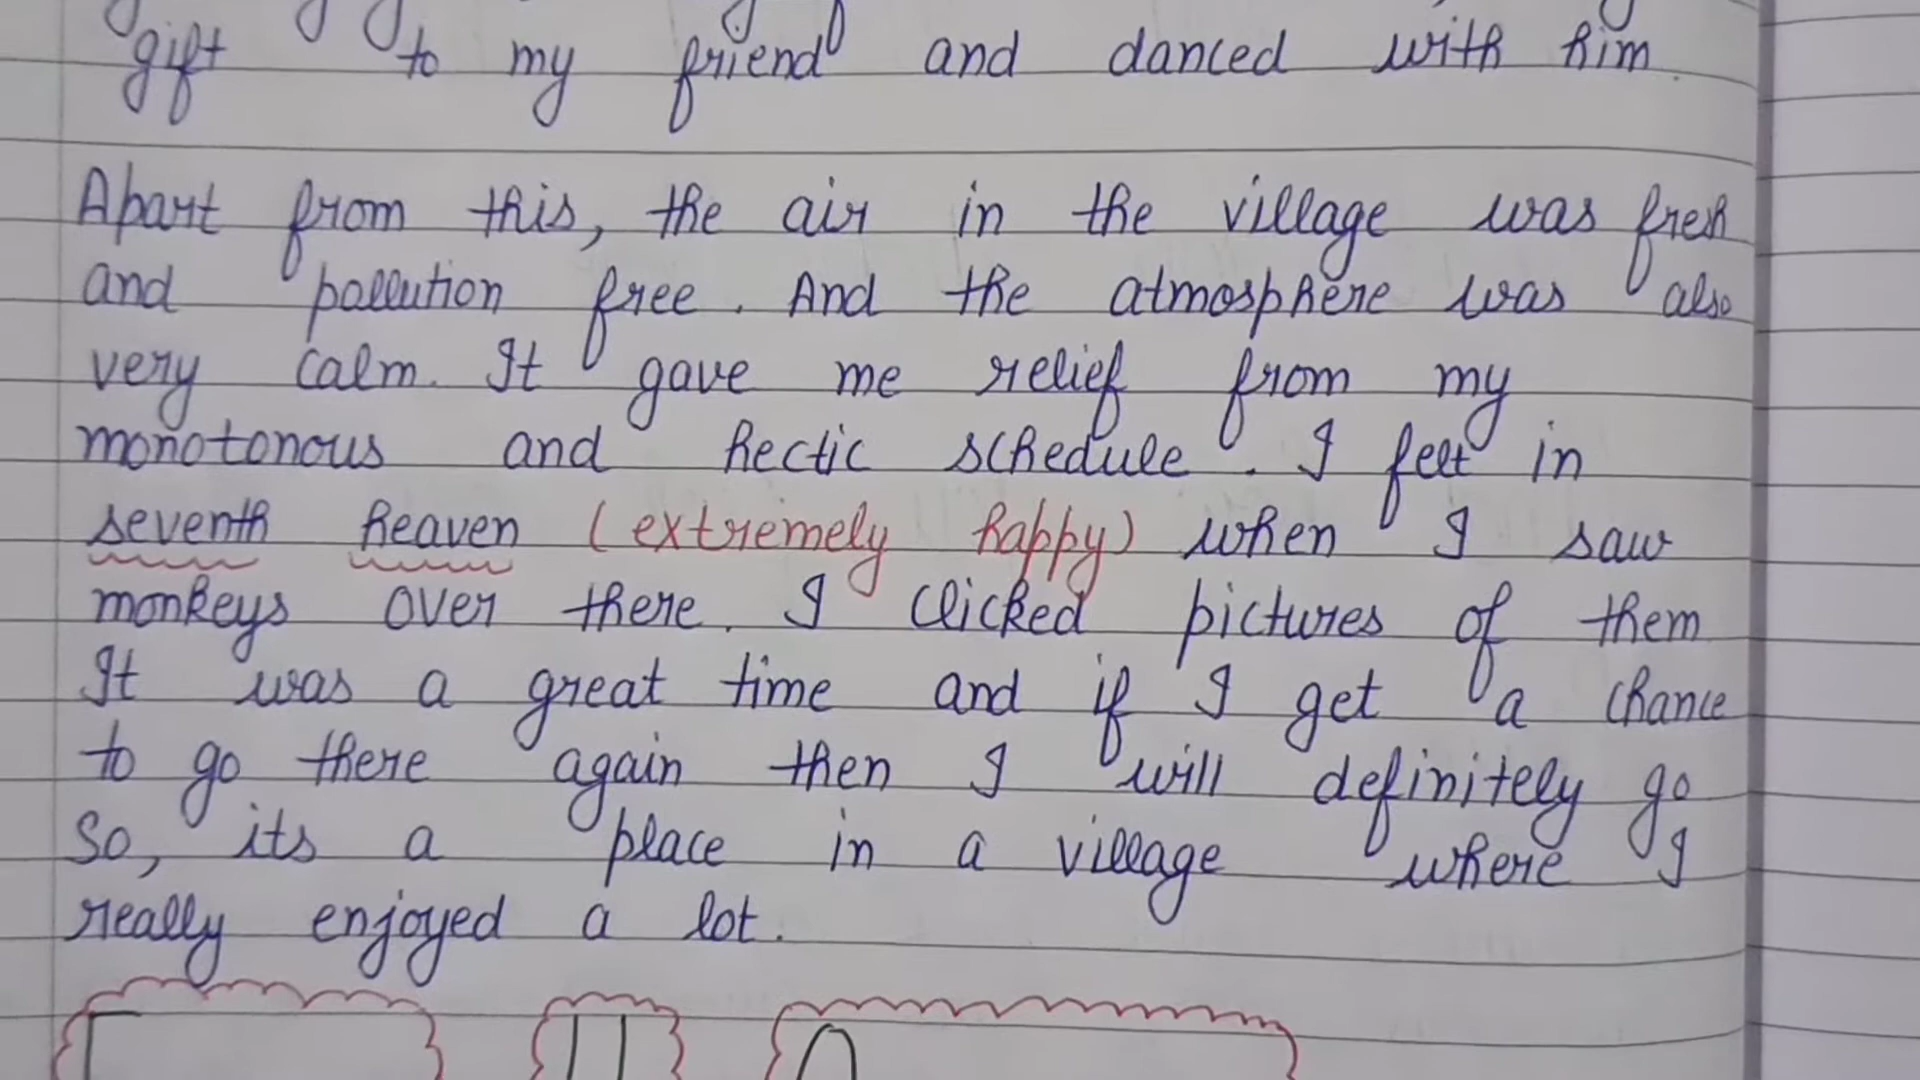 gift to my friend and danced with him.
Apart from this, the air in the village was fresh
and pollution free. And the atmosphere was also
very calm. It gave me relief from my
monotonous and hectic schedule. I felt in
seventh heaven (extremely happy) when I saw
monkeys over there. I clicked pictures of them
It was a great time and if I get a chance
to go there again then I will definitely go
So, its a place in a village where I
really enjoyed a lot.